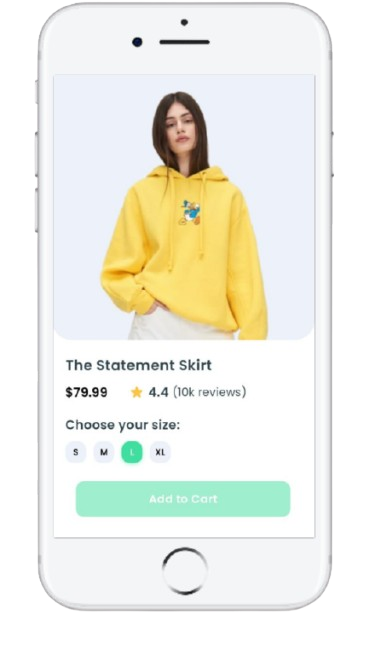 The Statement Skirt
$79.99 4.4 (10k reviews)
Choose your size:
S M L XL
Add to Cart